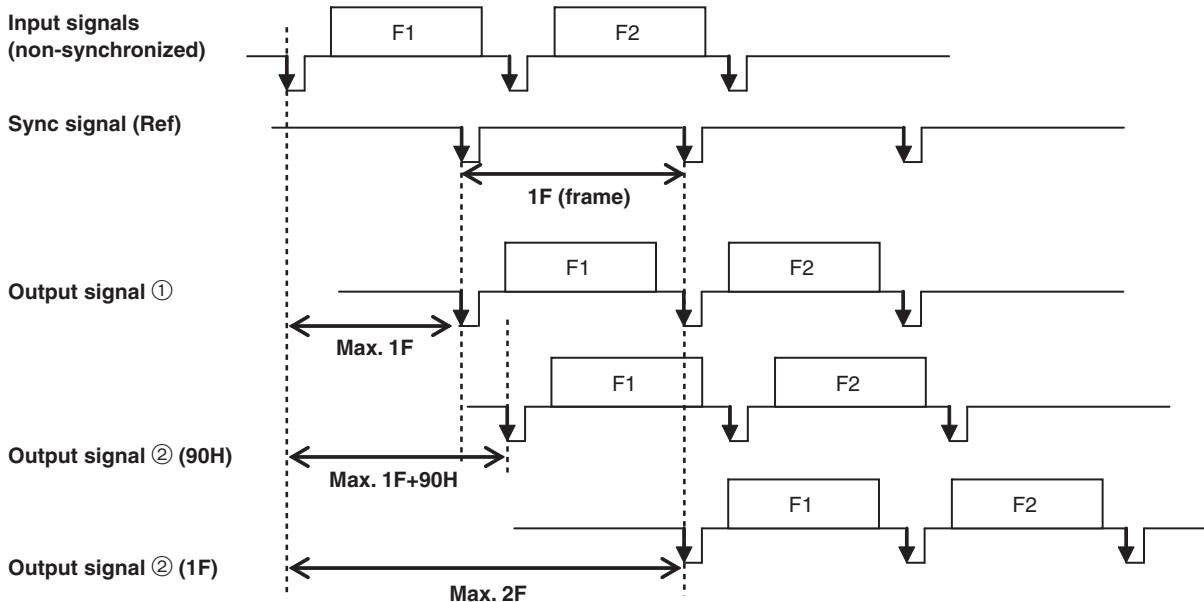 Input signals
(non-synchronized)
F1
F2
Sync signal (Ref)
1F (frame)
F1
F2
Output signal ①
Max. 1F
F1
F2
Output signal ② (90H)
Max. 1F+90H
F1
F2
Output signal ② (1F)
Max. 2F